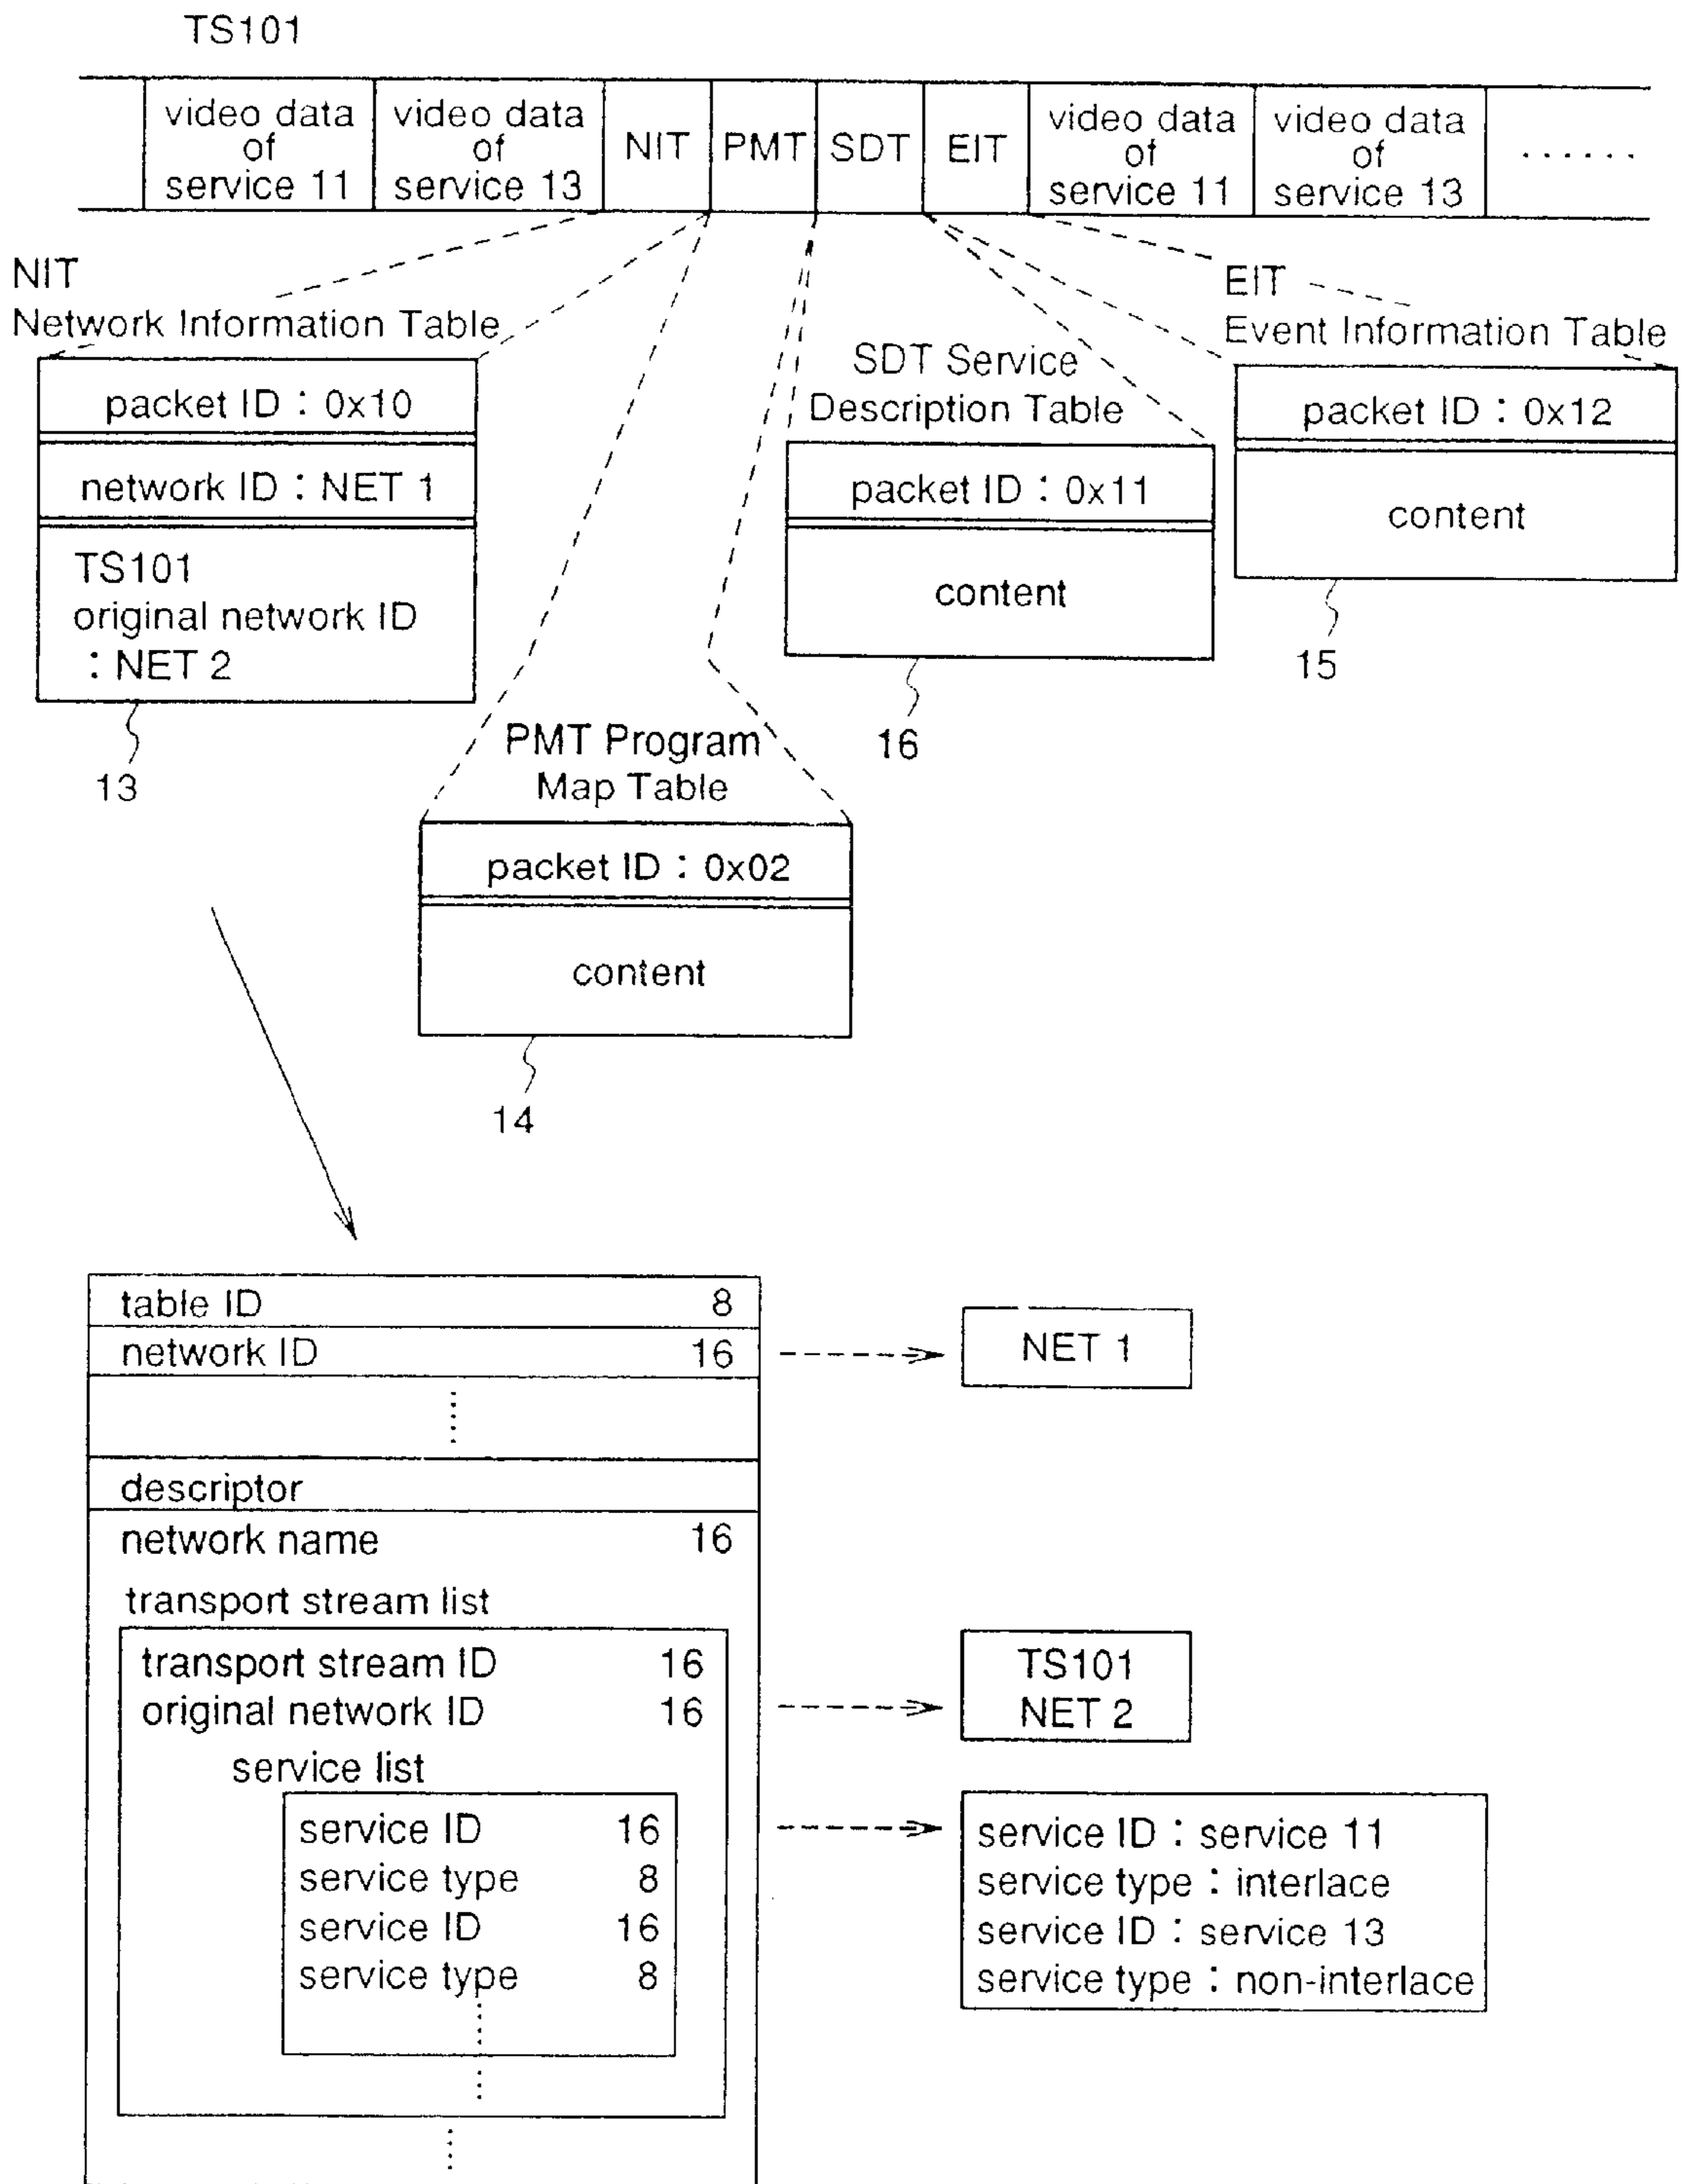 TS101
video data
of
service 11
video data
of
service 13
NIT
PMT
SDT
EIT
video data
of
service 11
video data
of
service 13
......
NIT
Network Information Table
packet ID : 0x10
network ID : NET 1
TS101
original network ID
: NET 2
13
PMT Program
Map Table
packet ID : 0x02
content
14
SDT Service
Description Table
packet ID : 0x11
content
16
EIT
Event Information Table
packet ID : 0x12
content
15
table ID 8
network ID 16
descriptor
network name 16
transport stream list
transport stream ID 16
original network ID 16
service list
service ID 16
service type 8
service ID 16
service type 8
NET 1
TS101
NET 2
service ID : service 11
service type : interlace
service ID : service 13
service type : non-interlace